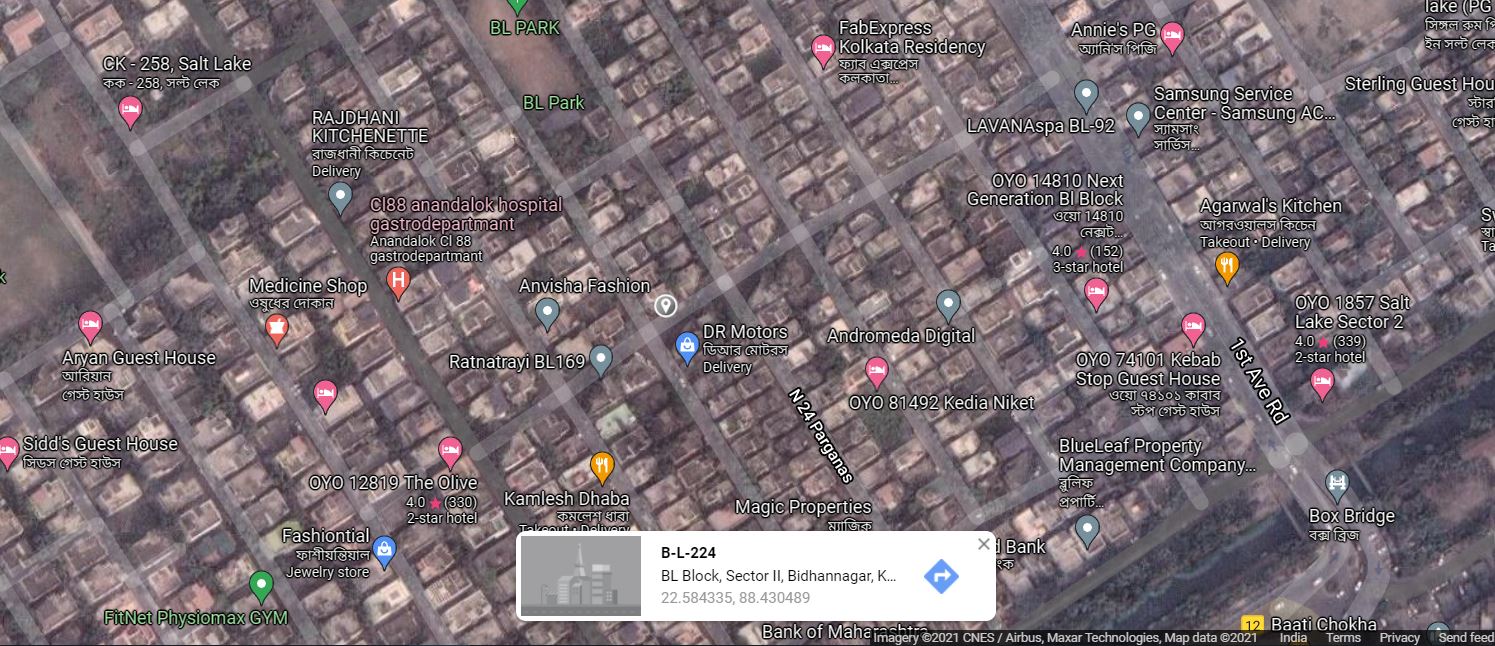 BL PARK
FabExpress
Kolkata Residency
ফ্যাব এক্সপ্রেস
কলকাতা...
Annie's PG
অ্যানি'স পিজি
lake (PG
সিঙ্গল রুম
ইন সল্ট লেক
CK - 258, Salt Lake
কক - 258, সল্ট লেক
BL Park
Sterling Guest Hou
স্টার
গেস্ট হা
LAVANAspa BL-92
Samsung Service
Center - Samsung AC...
স্যামসাং
সার্ভিস...
RAJDHANI
KITCHENETTE
রাজধানী কিচেনেট
Delivery
OYO 14810 Next
Generation Bl Block
ওয়ো 14810
নেক্সট...
4.0 ★ (152)
3-star hotel
Agarwal's Kitchen
আগরওয়ালস কিচেন
Takeout • Delivery
CI88 anandalok hospital
gastrodepartmant
Anandalok Cl 88
gastrodepartmant
Medicine Shop
ওষুধের দোকান
Anvisha Fashion
DR Motors
ডিআর মোটরস
Delivery
Andromeda Digital
OYO 1857 Salt
Lake Sector 2
4.0 ★ (339)
2-star hotel
Aryan Guest House
আরিয়ান
গেস্ট হাউস
Ratnatrayi BL169
OYO 74101 Kebab
Stop Guest House
ওয়ো ৭৪১০১ কাবাব
স্টপ গেস্ট হাউস
1st Ave Rd
OYO 81492 Kedia Niket
N 24 Parganas
Sidd's Guest House
সিডস গেস্ট হাউস
OYO 12819 The Olive
4.0 ★ (330)
2-star hotel
Kamlesh Dhaba
কমলেশ ধাবা
Takeout • Delivery
BlueLeaf Property
Management Company...
ব্লুলিফ
প্রপার্টি...
Magic Properties
ম্যাজিক
Box Bridge
বক্স ব্রিজ
Fashiontial
ফাশীয়ন্তিয়াল
Jewelry store
FitNet Physiomax GYM
B-L-224
BL Block, Sector II, Bidhannagar, K...
22.584335, 88.430489
d Bank
ংক
12 Baati Chokha
Bank of Maharashtra
Imagery ©2021 CNES / Airbus, Maxar Technologies, Map data ©2021 India Terms Privacy Send feed